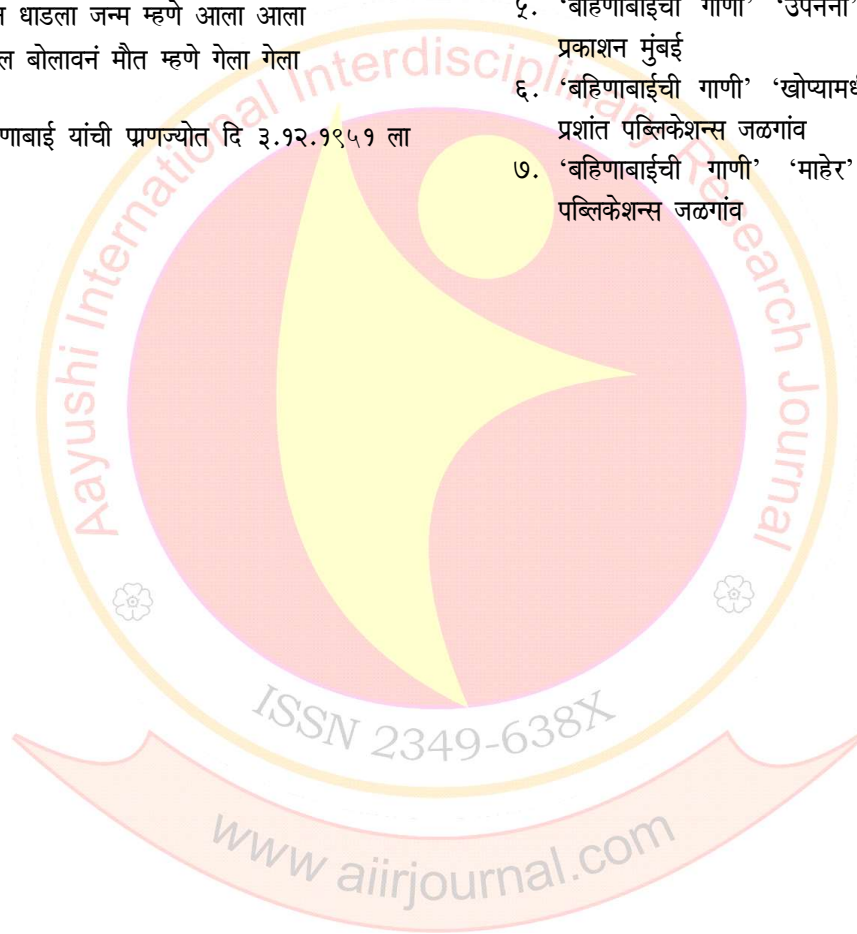 धाडला जन्म म्हणे आला आला
बोलावनं मौत म्हणे गेला गेला
यांची प्राणज्योत दि ३.१२.१९५१ ला
५. ‘बहिणाबाईची गाणी’ ‘उपननी’
प्रकाशन मुंबई
६. ‘बहिणाबाईची गाणी’
प्रशांत पब्लिकेशन्स जळगांव
७. ‘बहिणाबाईची गाणी’ ‘माहेर’
पब्लिकेशन्स जळगांव
Aayushi International Interdisciplinary Research Journal
ISSN 2349-638X
www aiirjournal.com